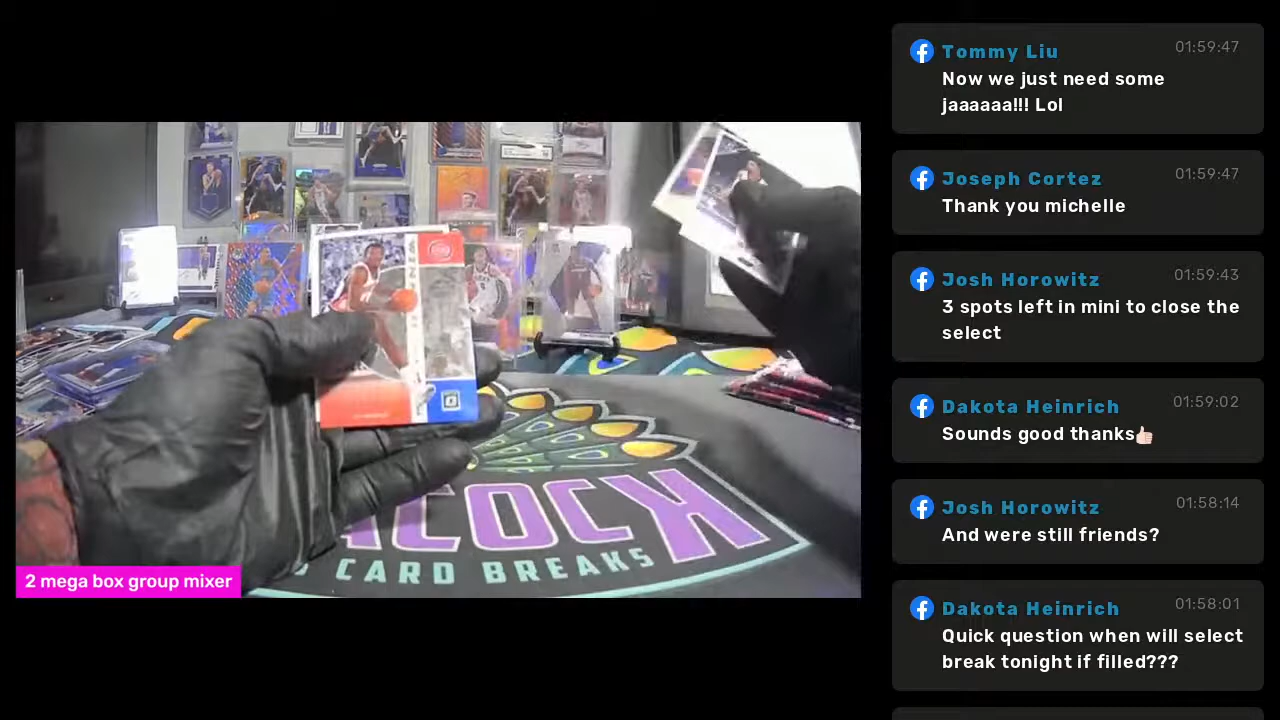 Tommy Liu
01:59:47
Now we just need some
jaaaaaa!!! Lol
Joseph Cortez
01:59:47
Thank you michelle
Josh Horowitz
01:59:43
3 spots left in mini to close the
select
Dakota Heinrich
01:59:02
Sounds good thanks👍🏻
Josh Horowitz
01:58:14
And were still friends?
Dakota Heinrich
01:58:01
Quick question when will select
break tonight if filled???
CARD BREAKS
2 mega box group mixer